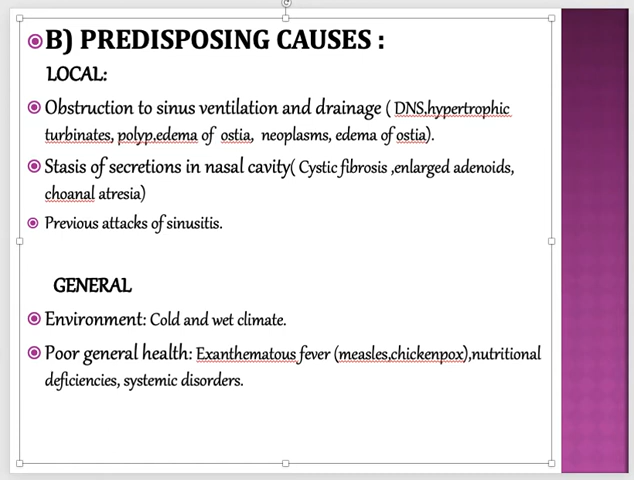 B) PREDISPOSING CAUSES :
LOCAL:
Obstruction to sinus ventilation and drainage ( DNS,hypertrophic
turbinates, polyp,edema of ostia, neoplasms, edema of ostia).
Stasis of secretions in nasal cavity( Cystic fibrosis ,enlarged adenoids,
choanal atresia)
Previous attacks of sinusitis.
GENERAL
Environment: Cold and wet climate.
Poor general health: Exanthematous fever (measles,chickenpox),nutritional
deficiencies, systemic disorders.